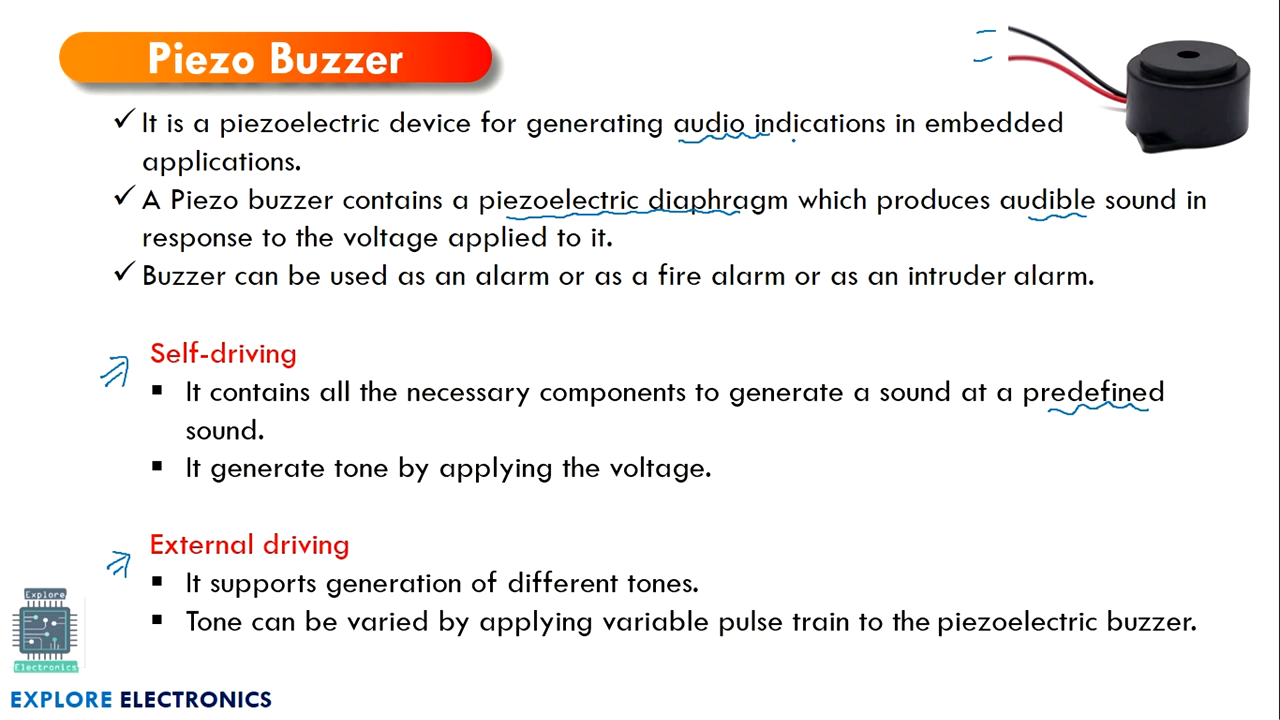 Piezo Buzzer
✓ It is a piezoelectric device for generating audio indications in embedded
applications.
✓ A Piezo buzzer contains a piezoelectric diaphragm which produces audible sound in
response to the voltage applied to it.
✓ Buzzer can be used as an alarm or as a fire alarm or as an intruder alarm.
Self-driving
▪ It contains all the necessary components to generate a sound at a predefined
sound.
▪ It generate tone by applying the voltage.
External driving
▪ It supports generation of different tones.
▪ Tone can be varied by applying variable pulse train to the piezoelectric buzzer.
Explore
Electronics
EXPLORE ELECTRONICS